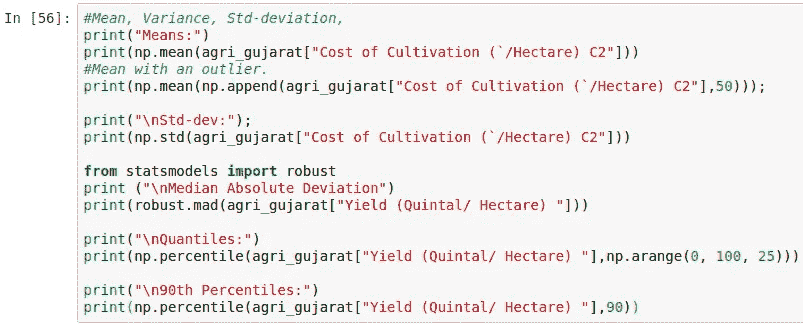 In [56]: #Mean, Variance, Std-deviation,
print("Means:")
print(np.mean(agri_gujarat["Cost of Cultivation (`/Hectare) C2"]))
#Mean with an outlier.
print(np.mean(np.append(agri_gujarat["Cost of Cultivation (`/Hectare) C2"],50)));
print("\nStd-dev:");
print(np.std(agri_gujarat["Cost of Cultivation (`/Hectare) C2"]))
from statsmodels import robust
print ("\nMedian Absolute Deviation")
print(robust.mad(agri_gujarat["Yield (Quintal/ Hectare) "]))
print("\nQuantiles:")
print(np.percentile(agri_gujarat["Yield (Quintal/ Hectare) "],np.arange(0, 100, 25)))
print("\n90th Percentiles:")
print(np.percentile(agri_gujarat["Yield (Quintal/ Hectare) "],90))